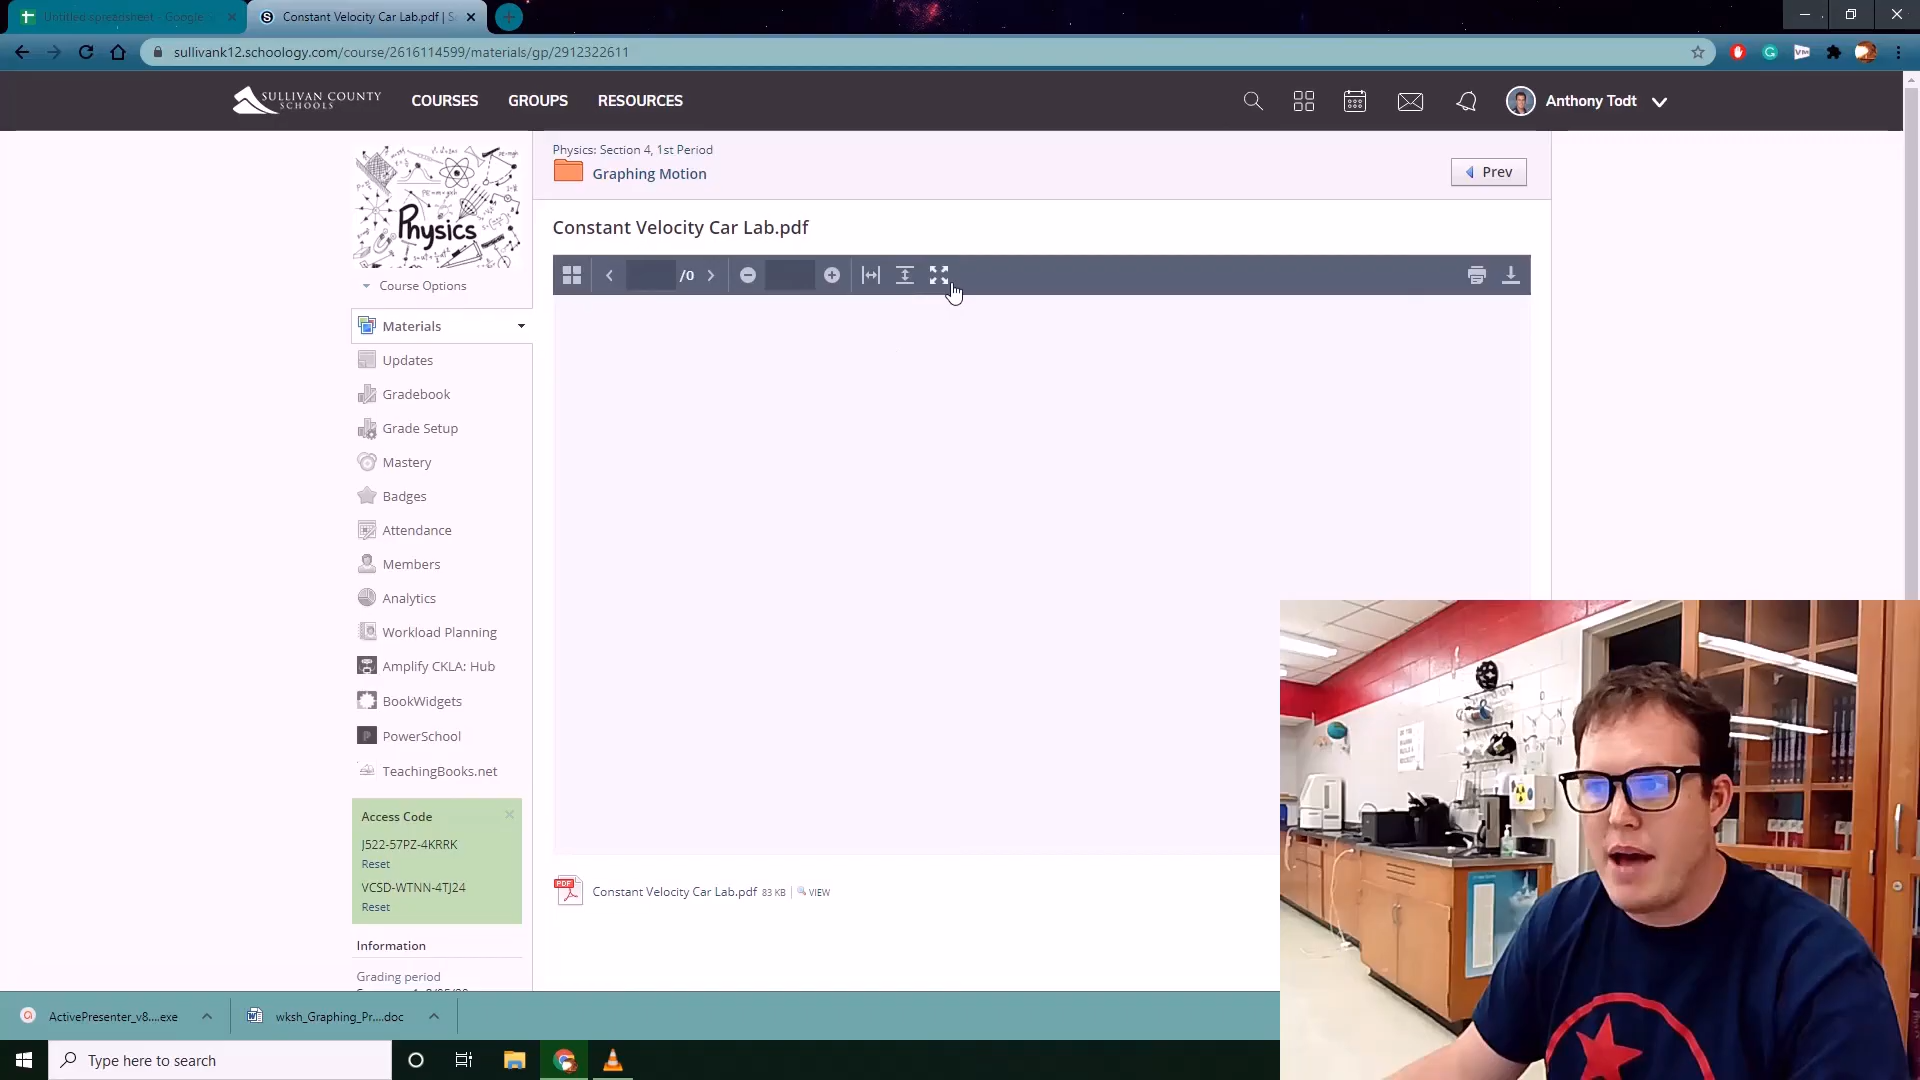 Untitled spreadsheet - Google
Constant Velocity Car Lab.pdf | S
sullivank12.schoology.com/course/2616114599/materials/gp/2912322611
SULLIVAN COUNTY
SCHOOLS
COURSES
GROUPS
RESOURCES
Anthony Todt
Physics
Course Options
Materials
Updates
Gradebook
Grade Setup
Mastery
Badges
Attendance
Members
Analytics
Workload Planning
Amplify CKLA: Hub
BookWidgets
PowerSchool
TeachingBooks.net
Access Code
J522-57PZ-4KRRK
Reset
VCSD-WTNN-4TJ24
Reset
Information
Grading period
Physics: Section 4, 1st Period
Graphing Motion
Prev
Constant Velocity Car Lab.pdf
/0
PDF
Constant Velocity Car Lab.pdf 83 KB | VIEW
ActivePresenter_v8....exe
wksh_Graphing_Pr....doc
Type here to search